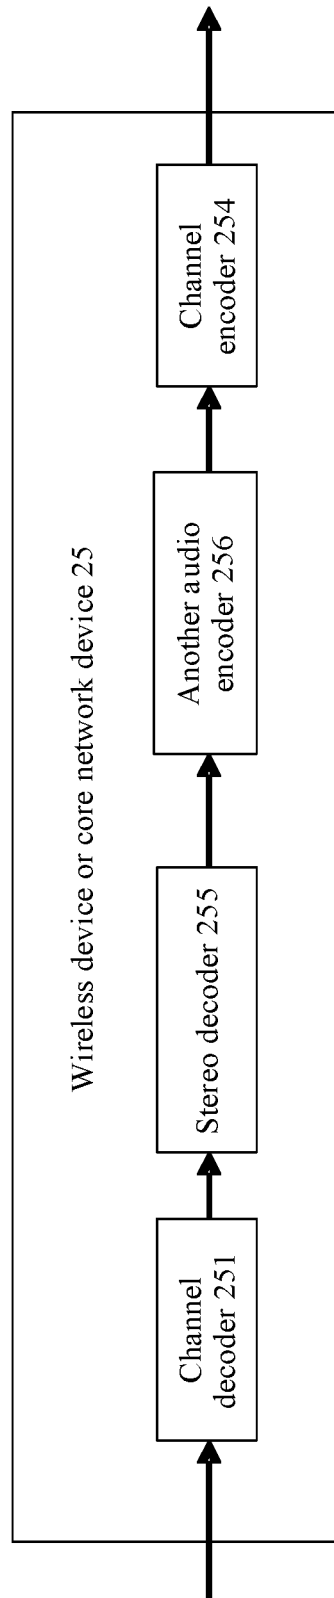 Wireless device or core network device 25
Channel
decoder 251
Stereo decoder 255
Another audio
encoder 256
Channel
encoder 254